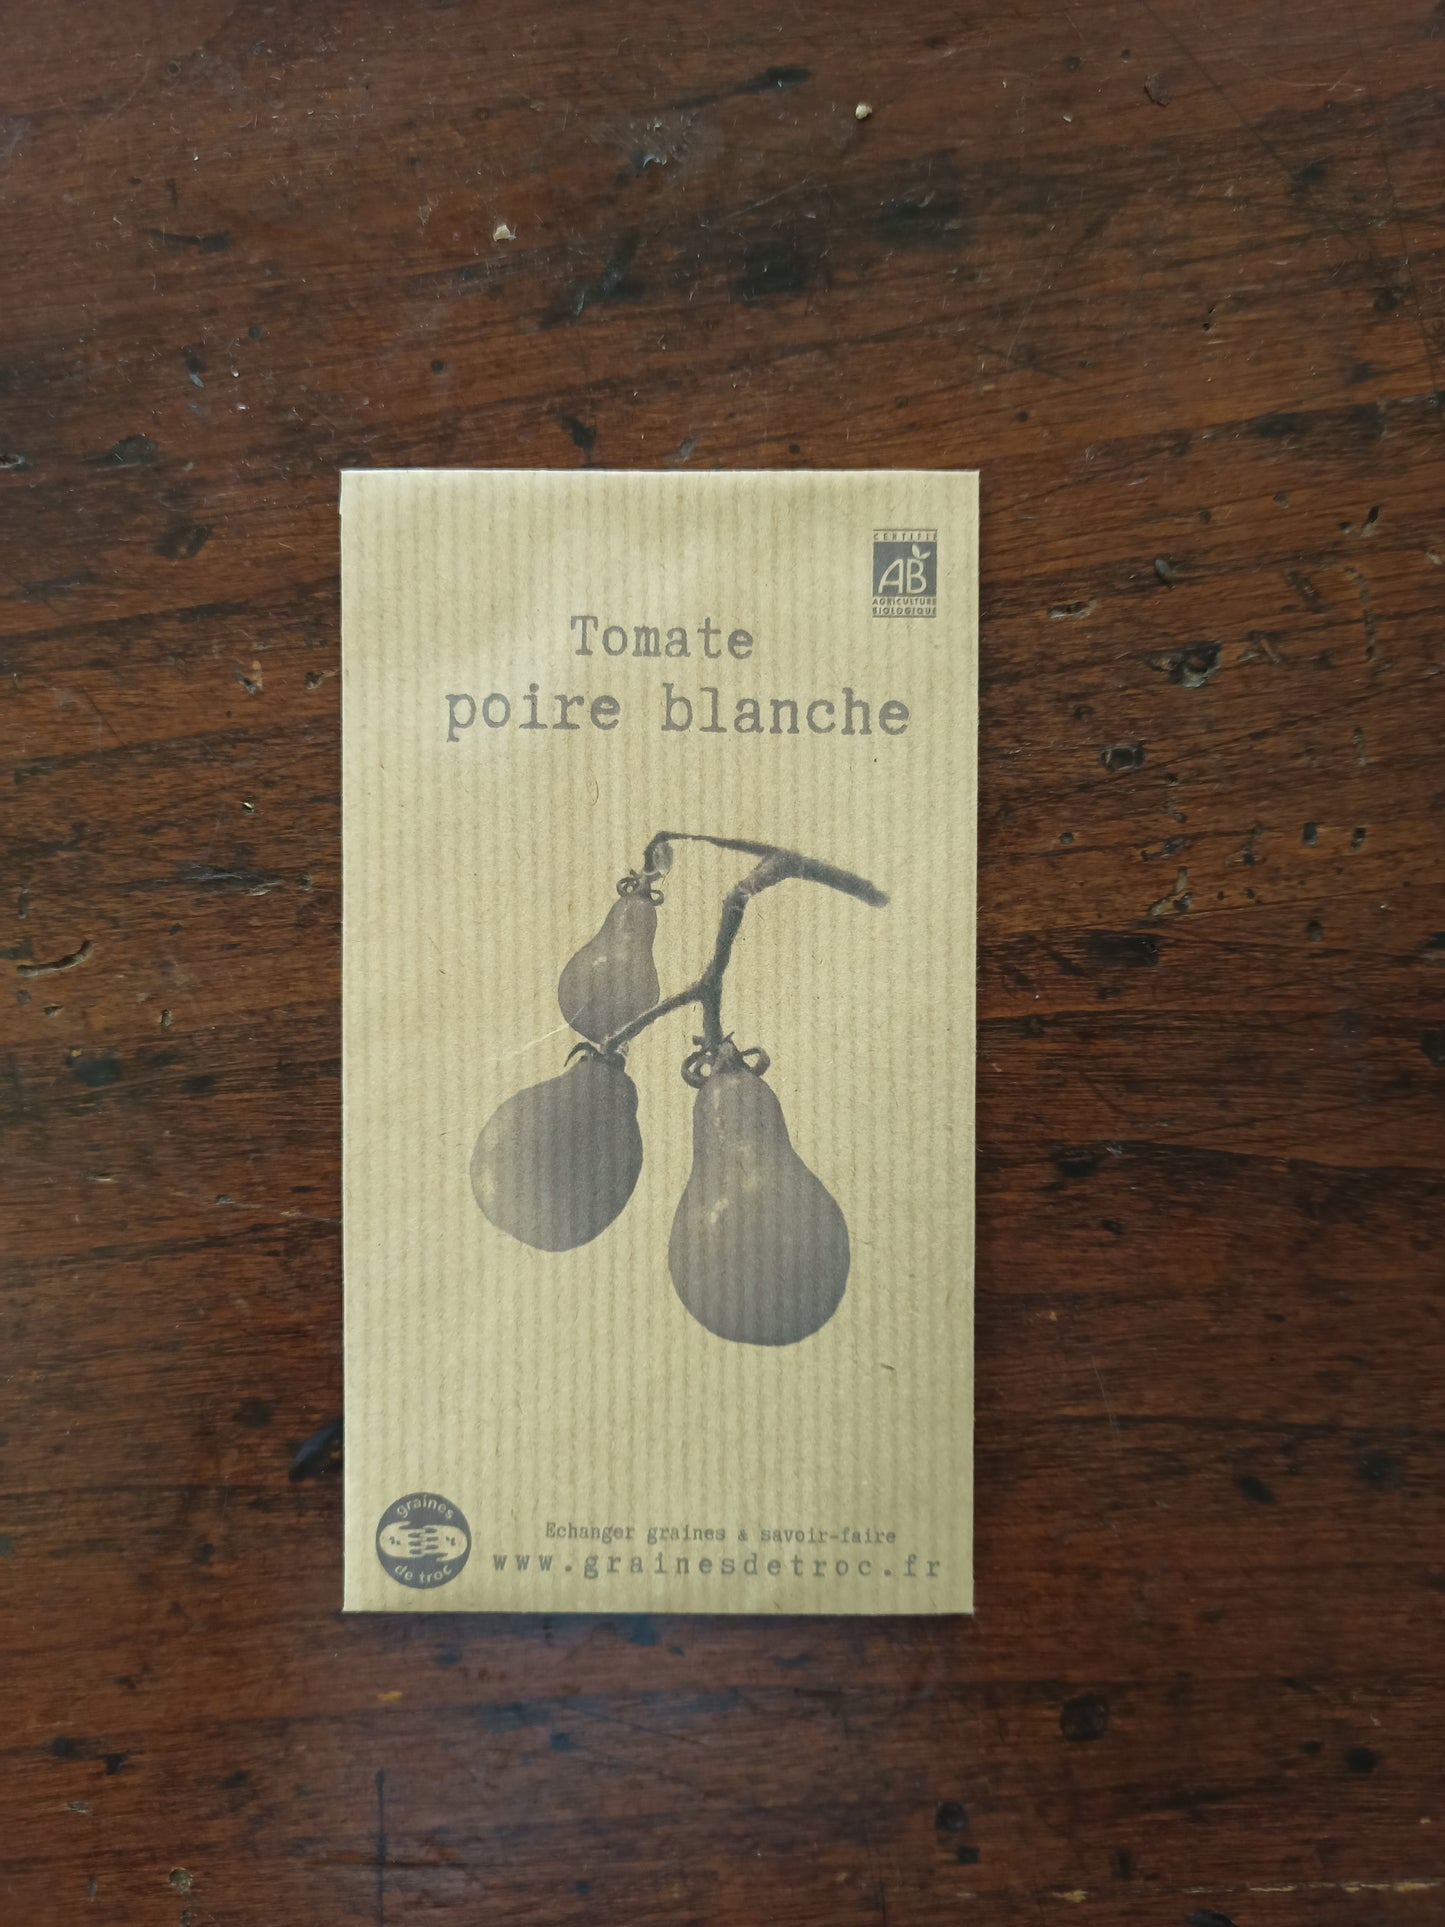 CERTIFIÉ
AB
AGRICULTURE
BIOLOGIQUE
Tomate
poire blanche
graines
de troc
Echanger graines & savoir-faire
www.grainesdetroc.fr